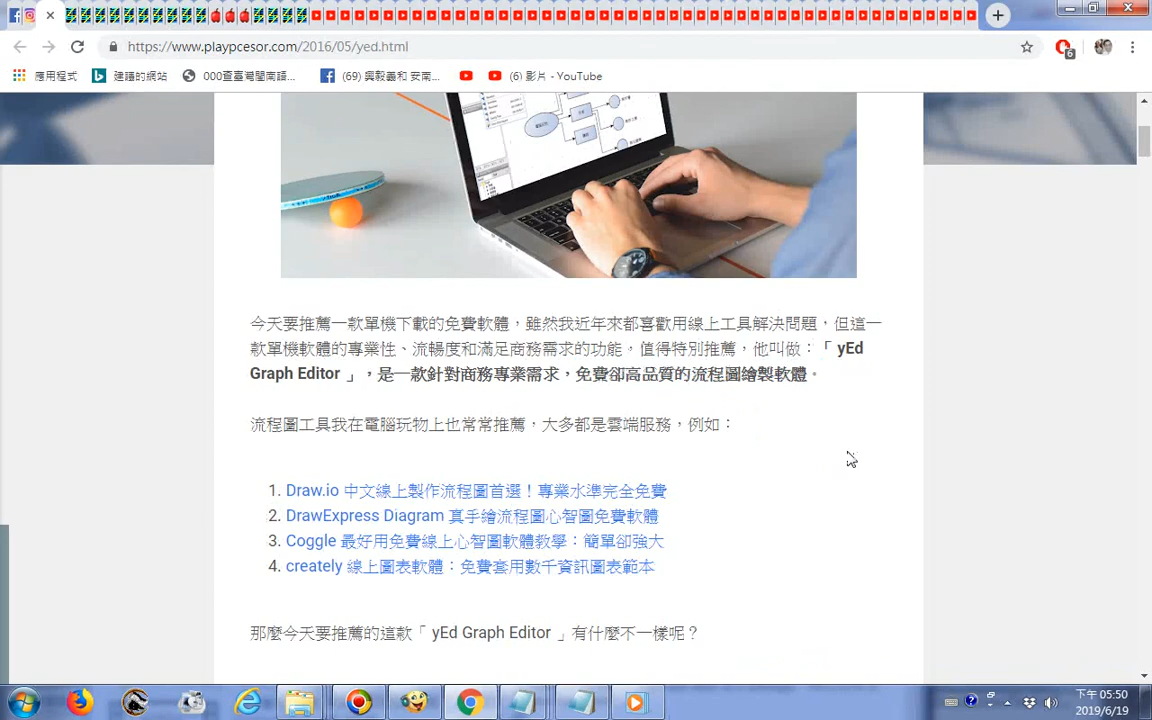 https://www.playpcesor.com/2016/05/yed.html
6
應用程式
建議的網站
000查臺灣閩南語...
(69) 興毅義和 安南...
(6) 影片 - YouTube
今天要推薦一款單機下載的免費軟體，雖然我近年來都喜歡用線上工具解決問題，但這一
款單機軟體的專業性、流暢度和滿足商務需求的功能，值得特別推薦，他叫做：「 yEd
Graph Editor 」，是一款針對商務專業需求，免費卻高品質的流程圖繪製軟體。
流程圖工具我在電腦玩物上也常常推薦，大多都是雲端服務，例如：
1. Draw.io 中文線上製作流程圖首選！專業水準完全免費
2. DrawExpress Diagram 真手繪流程圖心智圖免費軟體
3. Coggle 最好用免費線上心智圖軟體教學：簡單卻強大
4. creately 線上圖表軟體：免費套用數千資訊圖表範本
那麼今天要推薦的這款「 yEd Graph Editor 」有什麼不一樣呢？
下午 05:50
2019/6/19